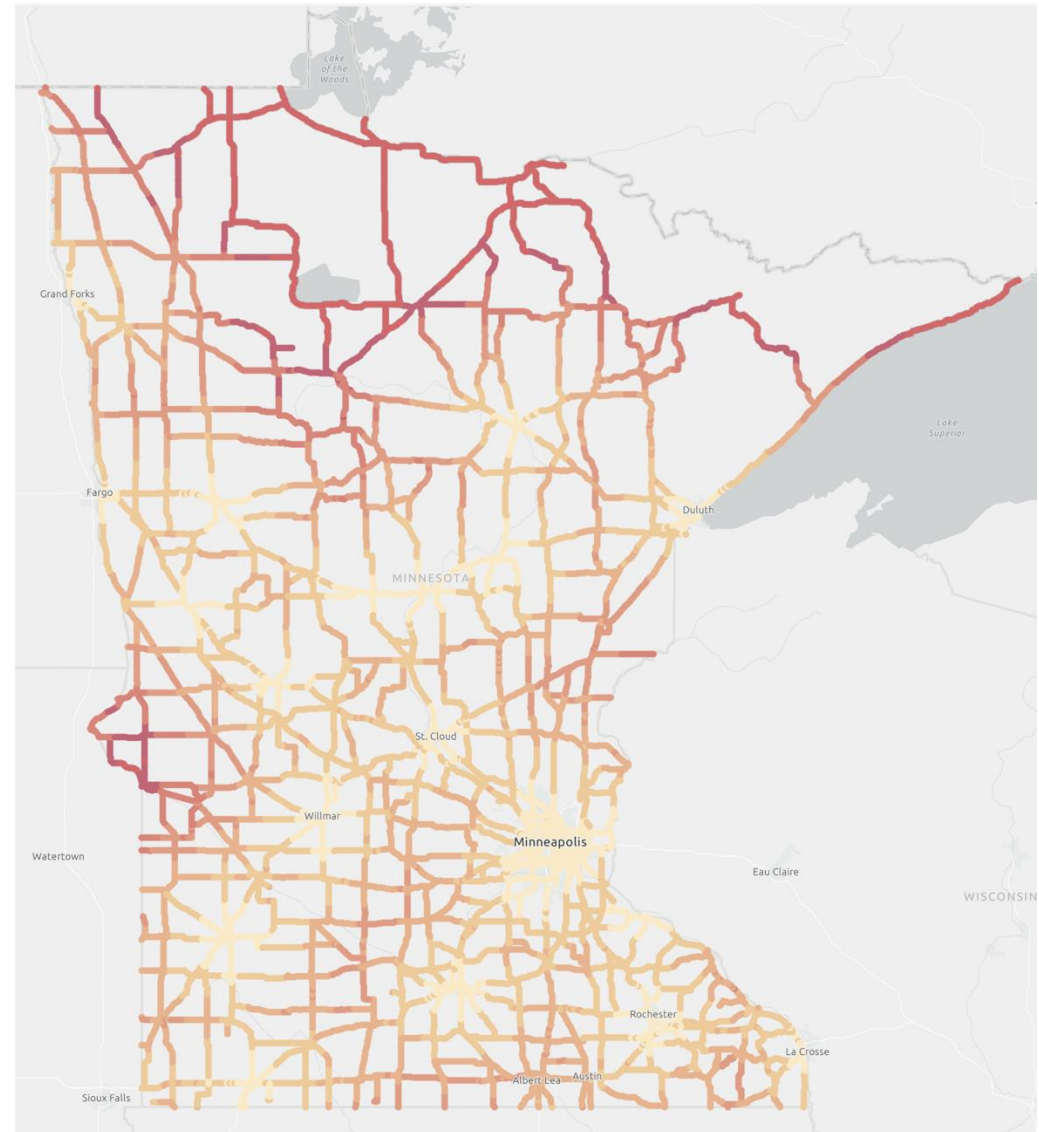 Lake
of the
Woods
Grand Forks
Lake
Superior
Fargo
Duluth
MINNESOTA
St. Cloud
Willmar
Minneapolis
Watertown
Eau Claire
WISCONSIN
Rochester
La Crosse
Albert Lea
Austin
Sioux Falls